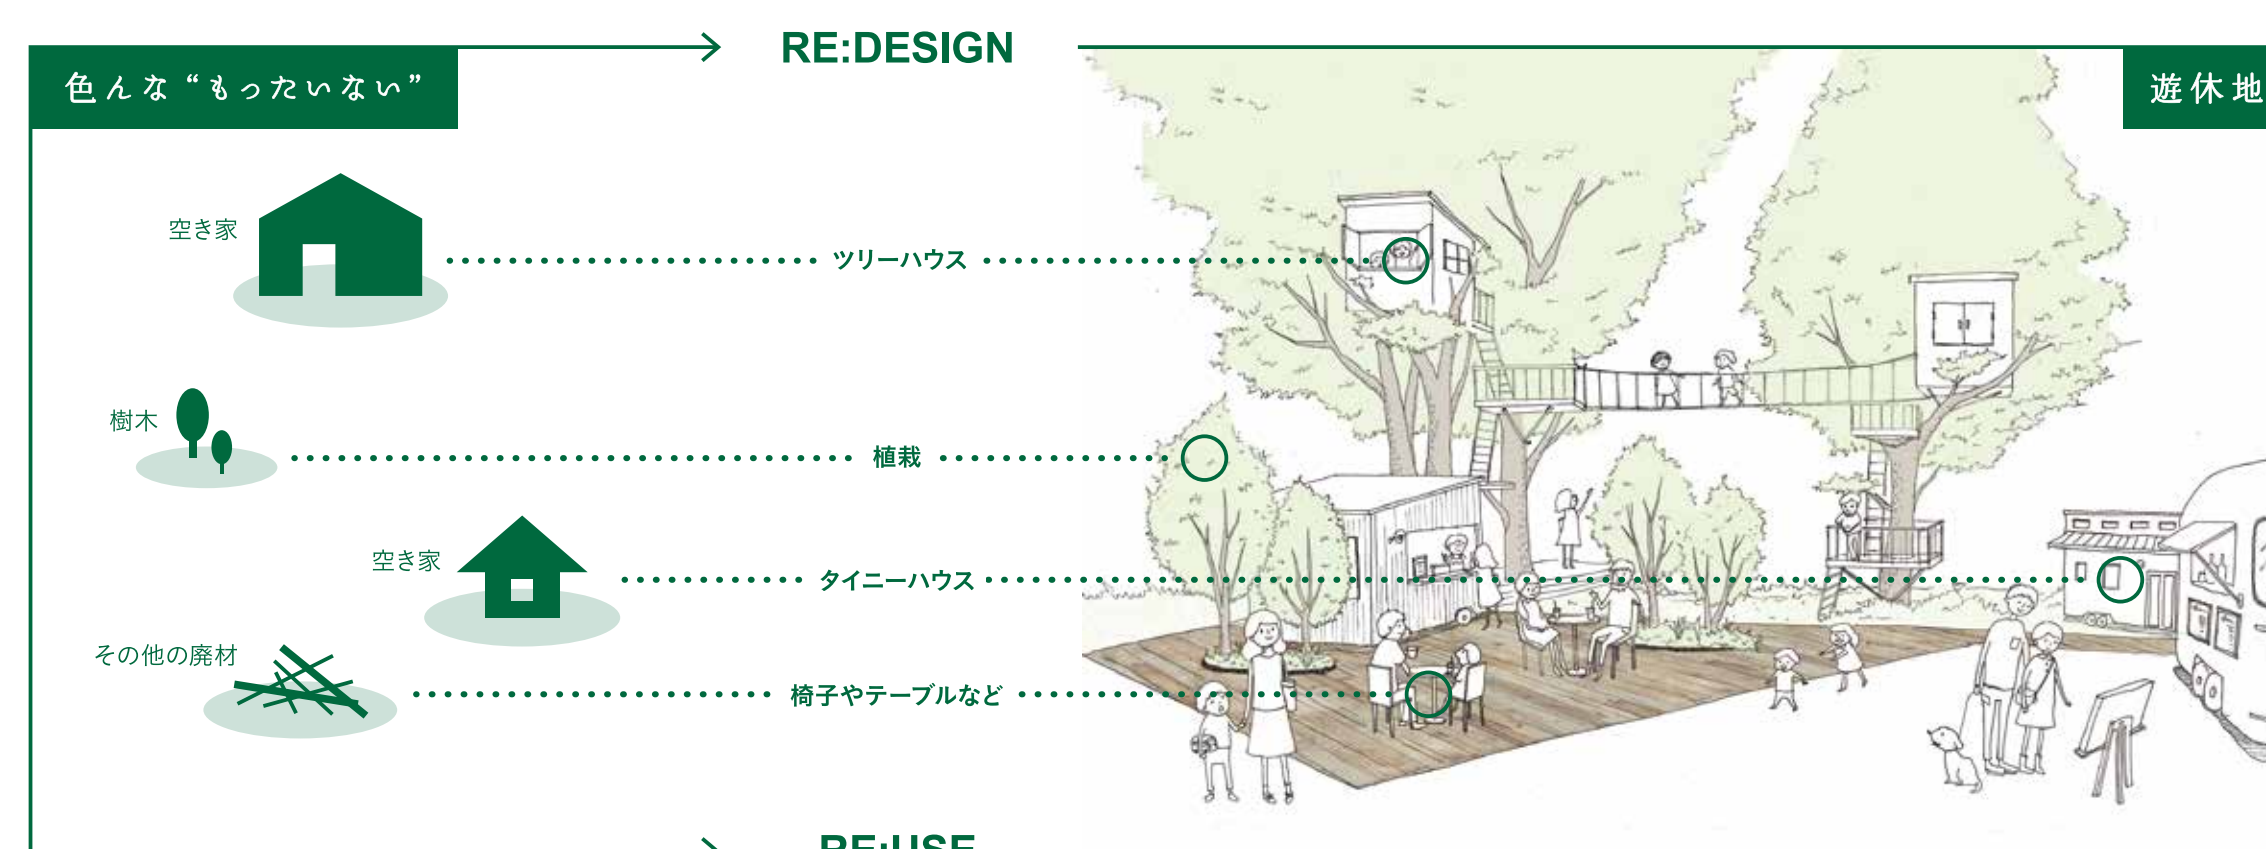 RE:DESIGN
色んな“もったいない”
遊休地
空き家
ツリーハウス
樹木
植栽
空き家
タイニーハウス
その他の廃材
椅子やテーブルなど
RE:USE